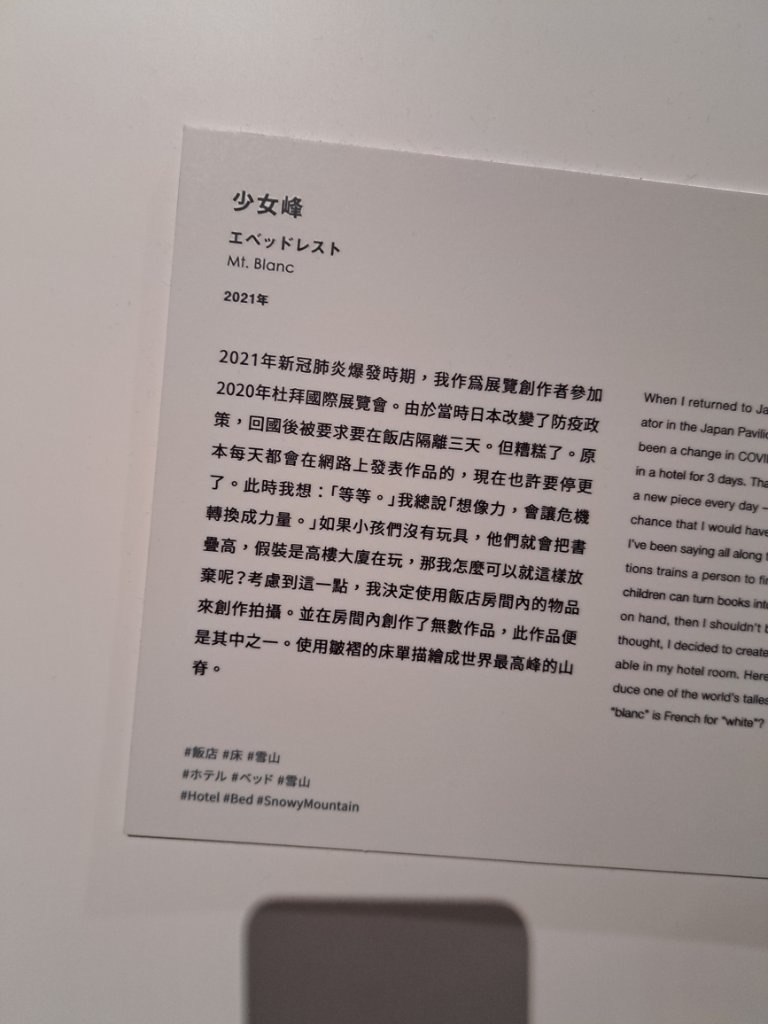 少女峰
エベッドレスト
Mt. Blanc
2021年
2021年新冠肺炎爆發時期，我作爲展覽創作者參加
2020年杜拜國際展覽會。由於當時日本改變了防疫政
策，回國後被要求要在飯店隔離三天。但糟糕了。原
本每天都會在網路上發表作品的，現在也許要停更
了。此時我想：「等等。」我總說「想像力，會讓危機
轉換成力量。」如果小孩們沒有玩具，他們就會把書
疊高，假裝是高樓大廈在玩，那我怎麼可以就這樣放
棄呢？考慮到這一點，我決定使用飯店房間內的物品
來創作拍攝。並在房間內創作了無數作品，此作品便
是其中之一。使用皺褶的床單描繪成世界最高峰的山
脊。
#飯店 #床 #雪山
#ホテル #ベッド #雪山
#Hotel #Bed #SnowyMountain
When I returned to Ja
ator in the Japan Pavilio
been a change in COVI
in a hotel for 3 days. Tha
a new piece every day –
chance that I would have
I've been saying all along t
tions trains a person to fin
children can turn books into
on hand, then I shouldn't b
thought, I decided to create
able in my hotel room. Here
duce one of the world's talles
"blanc" is French for "white"?